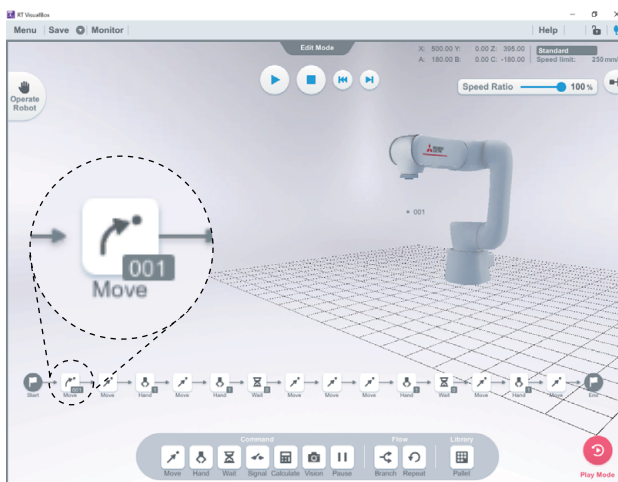 RT VisualBox
Menu Save Monitor Help
Edit Mode
X: 500.00 Y: 0.00 Z: 395.00 Standard
A: 180.00 B: 0.00 C: -180.00 Speed limit: 250 mm/
Operate
Robot
Speed Ratio 100 %
001
001
Move
001
Start Move Move Hand Move Hand Wait Move Move Move Hand Wait Move Hand Move End
Command Flow Library
Move Hand Wait Signal Calculate Vision Pause Branch Repeat Pallet
Play Mode